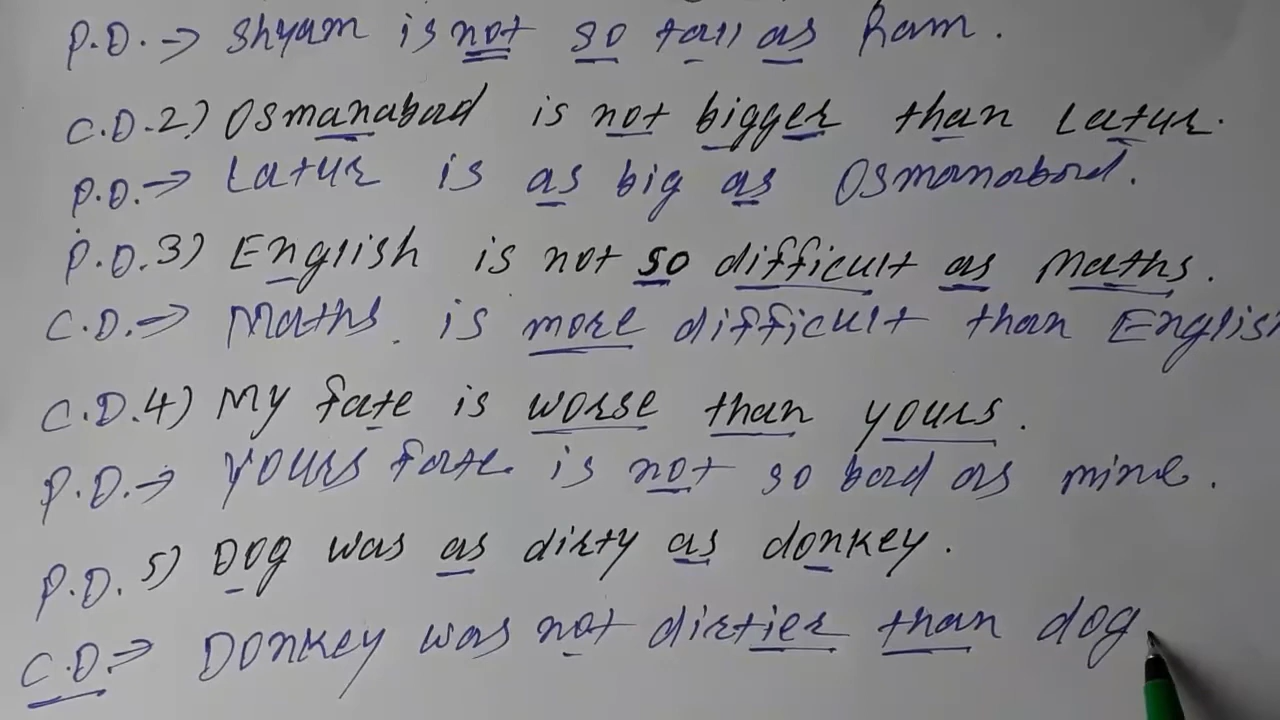 P.D. → Shyam is not so tall as Ram.
C.D. 2) Osmanabad is not bigger than Latur.
P.D. → Latur is as big as Osmanabad.
P.D. 3) English is not so difficult as Maths.
C.D. → Maths is more difficult than English
C.D. 4) My fate is worse than yours.
P.D. → Yours fate is not so bad as mine.
P.D. 5) Dog was as dirty as donkey.
C.D. → Donkey was not dirtier than dog